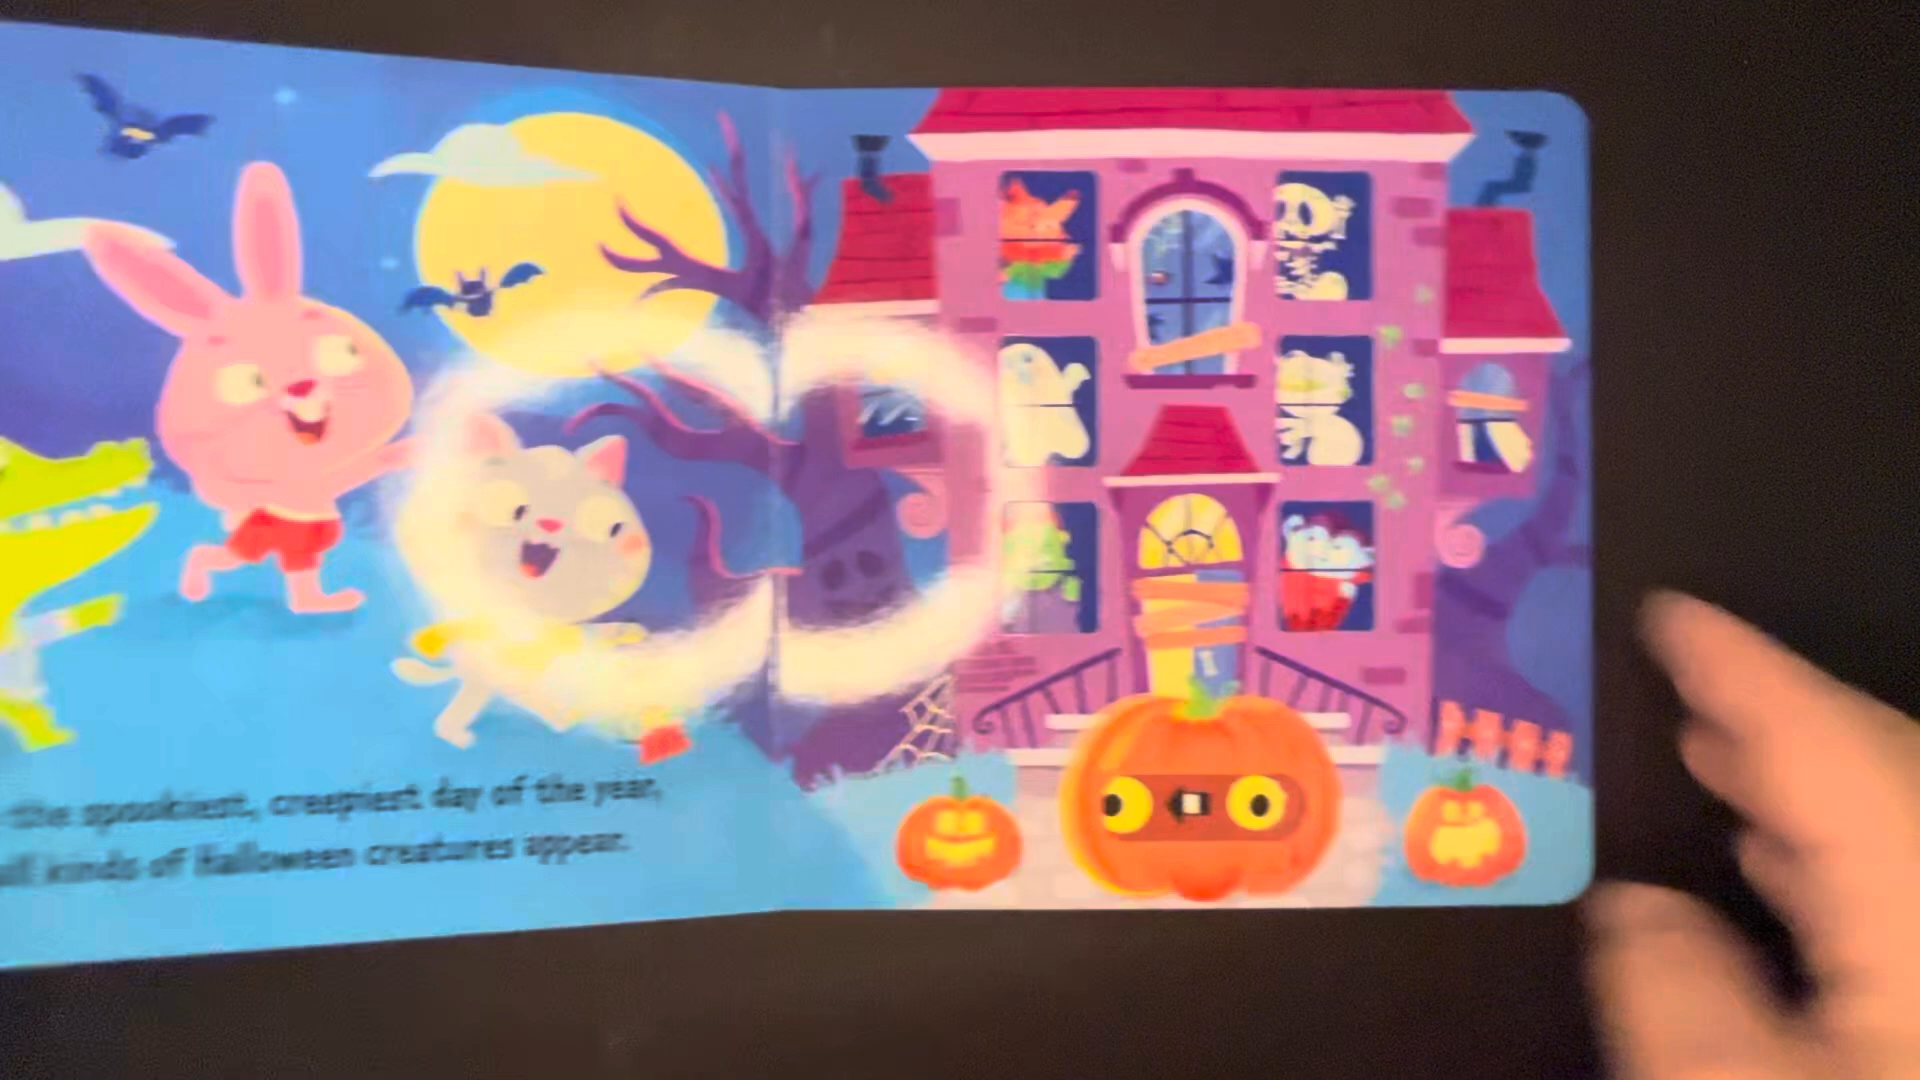 the spookiest, creepiest day of the year,
all kinds of Halloween creatures appear.